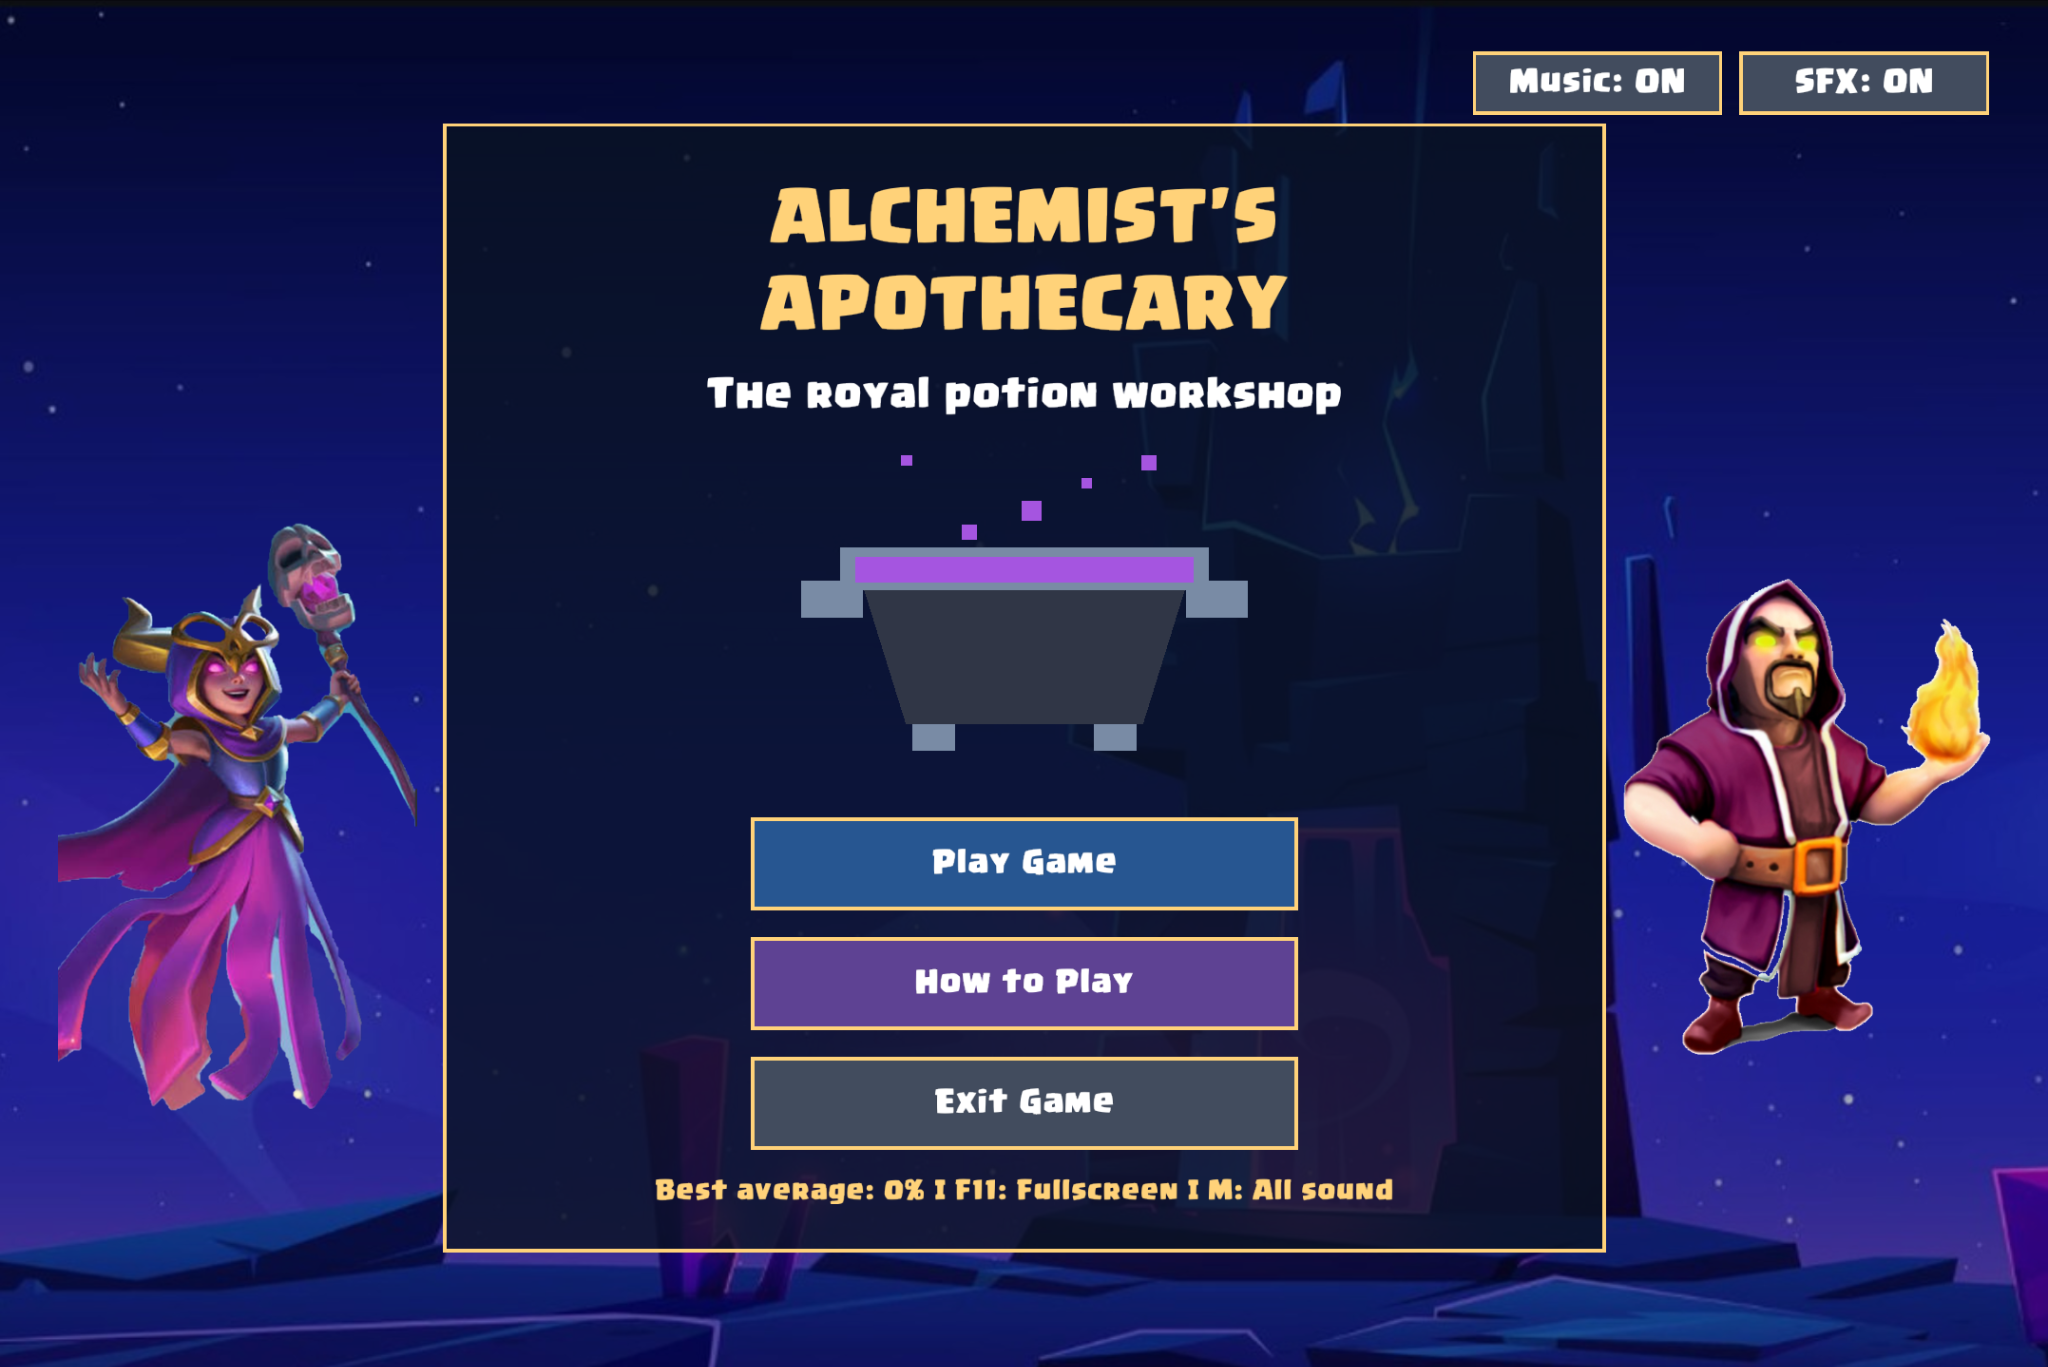 Music: ON
SFX: ON
ALCHEMIST'S
APOTHECARY
The royal potion workshop
Play Game
How to Play
Exit Game
Best average: 0% | F11: Fullscreen | M: All sound